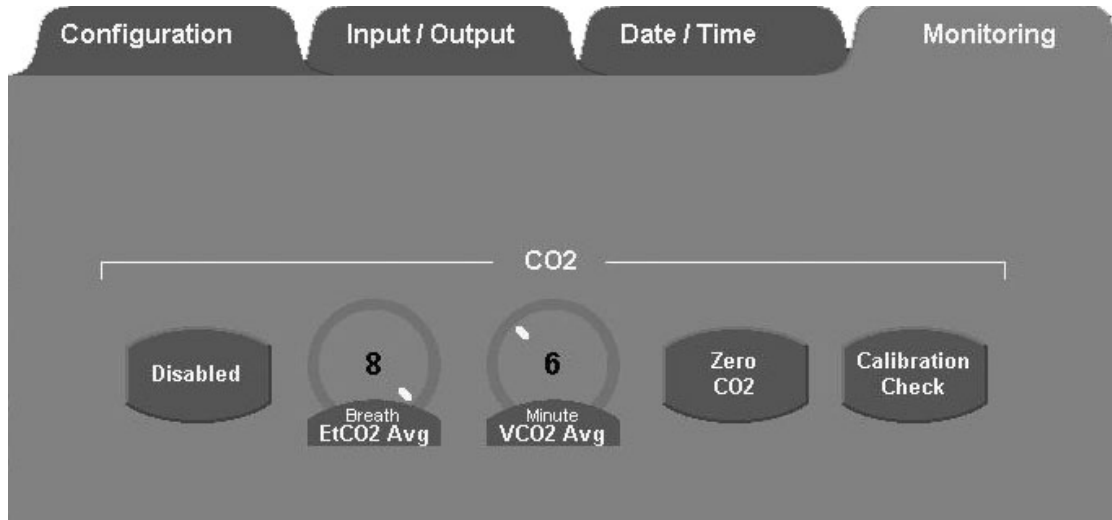 Configuration
Input / Output
Date / Time
Monitoring
CO2
Disabled
8
Breath
EtCO2 Avg
6
Minute
VCO2 Avg
Zero
CO2
Calibration
Check